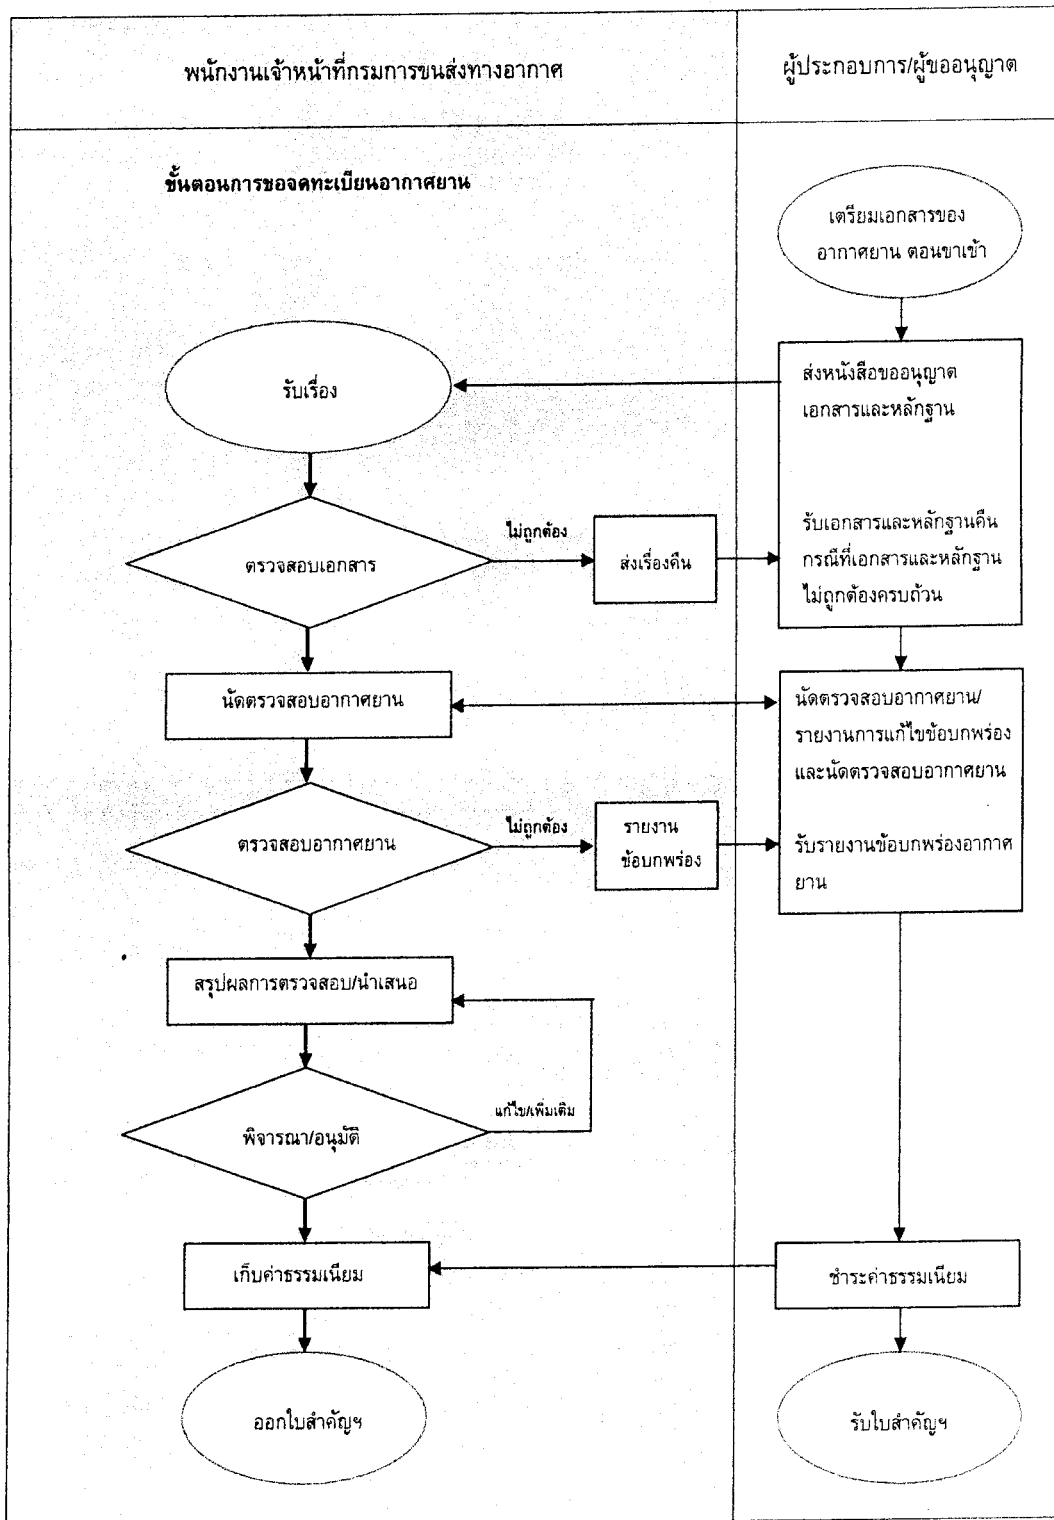 พนักงานเจ้าหน้าที่กรมการขนส่งทางอากาศ
ผู้ประกอบการ/ผู้ขออนุญาต
ขั้นตอนการขอจดทะเบียนอากาศยาน
เตรียมเอกสารของ
อากาศยาน ตอนขาเข้า
รับเรื่อง
ส่งหนังสือขออนุญาต
เอกสารและหลักฐาน
ตรวจสอบเอกสาร
ไม่ถูกต้อง
ส่งเรื่องคืน
รับเอกสารและหลักฐานคืน
กรณีที่เอกสารและหลักฐาน
ไม่ถูกต้องครบถ้วน
นัดตรวจสอบอากาศยาน
นัดตรวจสอบอากาศยาน/
รายงานการแก้ไขข้อบกพร่อง
และนัดตรวจสอบอากาศยาน
ตรวจสอบอากาศยาน
ไม่ถูกต้อง
รายงาน
ข้อบกพร่อง
รับรายงานข้อบกพร่องอากาศ
ยาน
สรุปผลการตรวจสอบ/นำเสนอ
พิจารณา/อนุมัติ
แก้ไข/เพิ่มเติม
เก็บค่าธรรมเนียม
ชำระค่าธรรมเนียม
ออกใบสำคัญฯ
รับใบสำคัญฯ